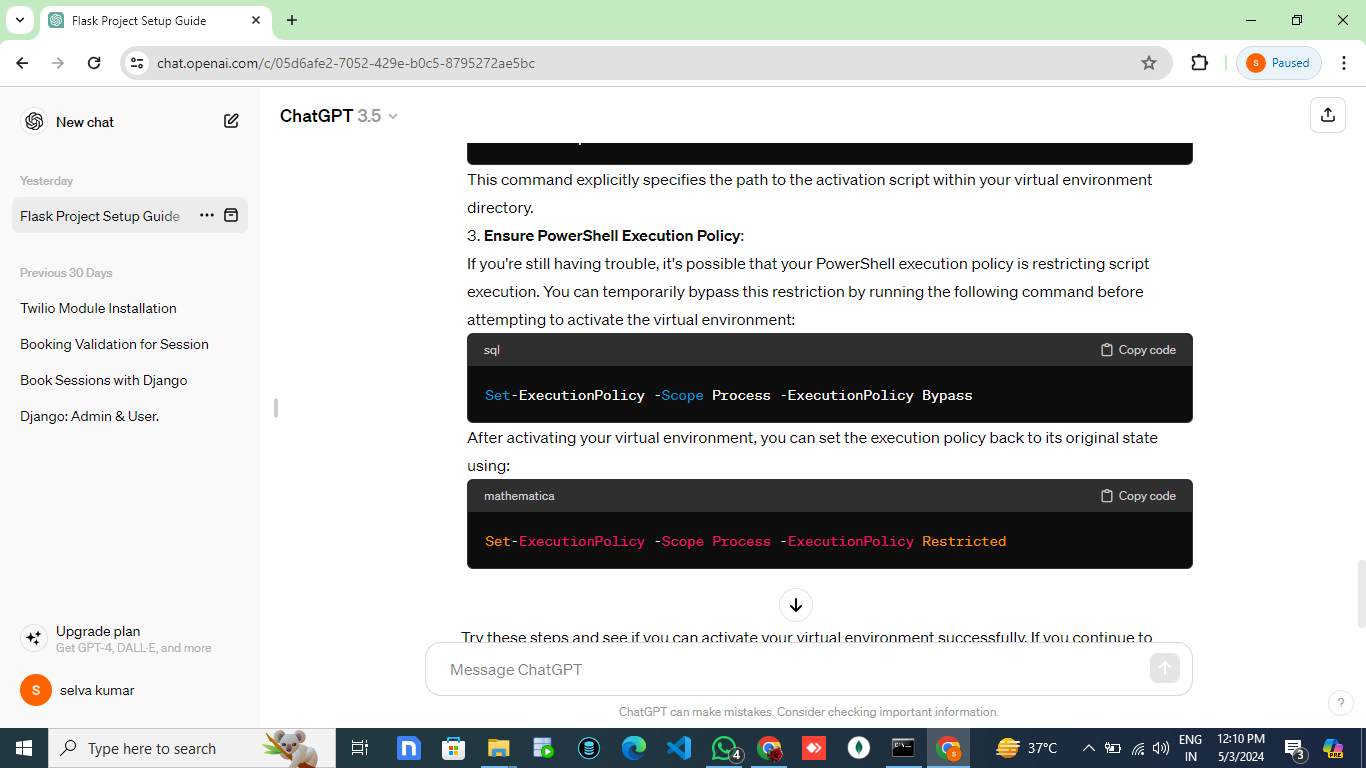 Flask Project Setup Guide
chat.openai.com/c/05d6afe2-7052-429e-b0c5-8795272ae5bc
S
Paused
New chat
Yesterday
Flask Project Setup Guide
Previous 30 Days
Twilio Module Installation
Booking Validation for Session
Book Sessions with Django
Django: Admin & User.
Upgrade plan
Get GPT-4, DALL·E, and more
S
selva kumar
ChatGPT 3.5
This command explicitly specifies the path to the activation script within your virtual environment
directory.
3. Ensure PowerShell Execution Policy:
If you're still having trouble, it's possible that your PowerShell execution policy is restricting script
execution. You can temporarily bypass this restriction by running the following command before
attempting to activate the virtual environment:
sql
Copy code
Set-ExecutionPolicy -Scope Process -ExecutionPolicy Bypass
After activating your virtual environment, you can set the execution policy back to its original state
using:
mathematica
Copy code
Set-ExecutionPolicy -Scope Process -ExecutionPolicy Restricted
Try these steps and see if you can activate your virtual environment successfully. If you continue to
Message ChatGPT
ChatGPT can make mistakes. Consider checking important information.
?
Type here to search
4
S
37°C
ENG
IN
12:10 PM
5/3/2024
3
PRE